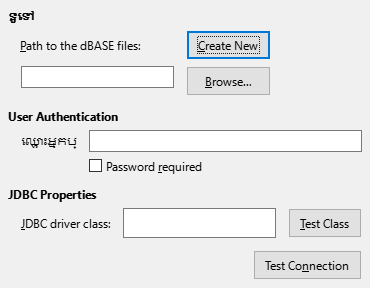 ទូទៅ
Path to the dBASE files:
Create New
Browse...
User Authentication
ឈ្មោះអ្នកប្
Password required
JDBC Properties
JDBC driver class:
Test Class
Test Connection